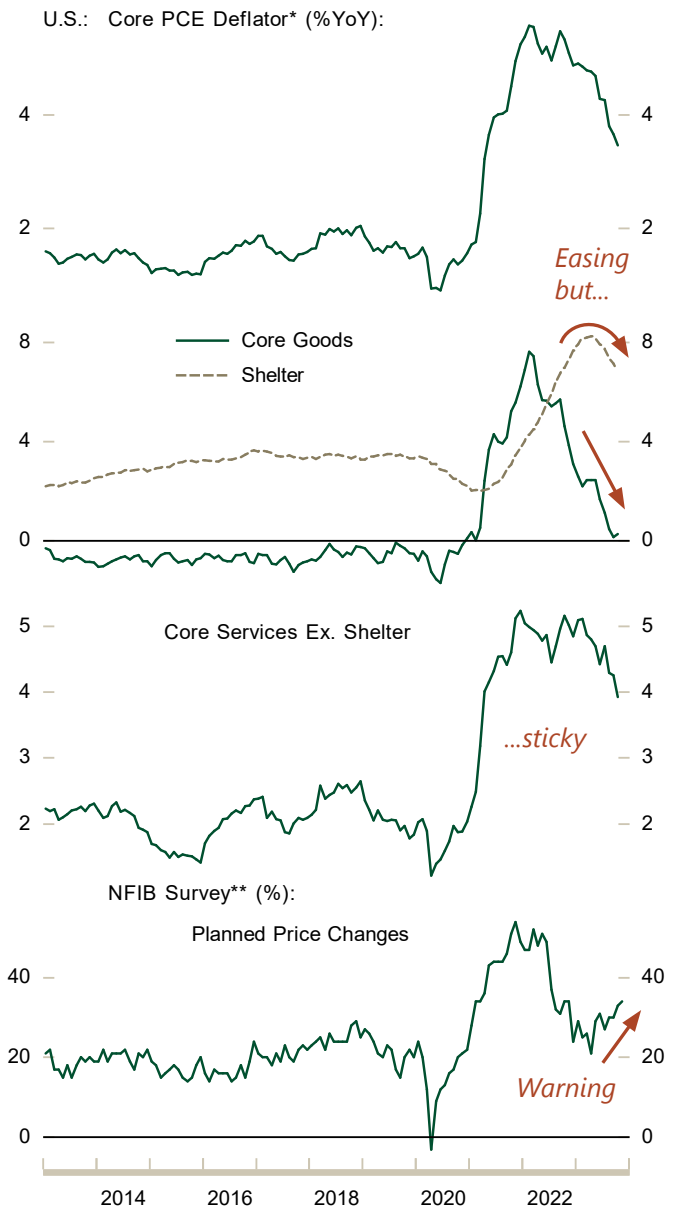 U.S.: Core PCE Deflator* (%YoY):
4 4
2 2
Easing
but...
8 8
Core Goods
Shelter
4 4
0 0
5 5
Core Services Ex. Shelter
4 4
3 3
...sticky
2 2
NFIB Survey** (%):
Planned Price Changes
40 40
20 20
Warning
0 0
2014 2016 2018 2020 2022